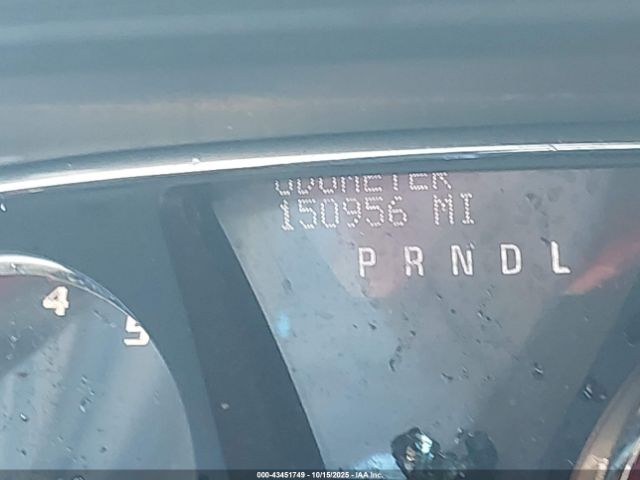 ODOMETER
150956 MI
P R N D L
4
5
000-43451749 - 10/15/2025 - IAA Inc.